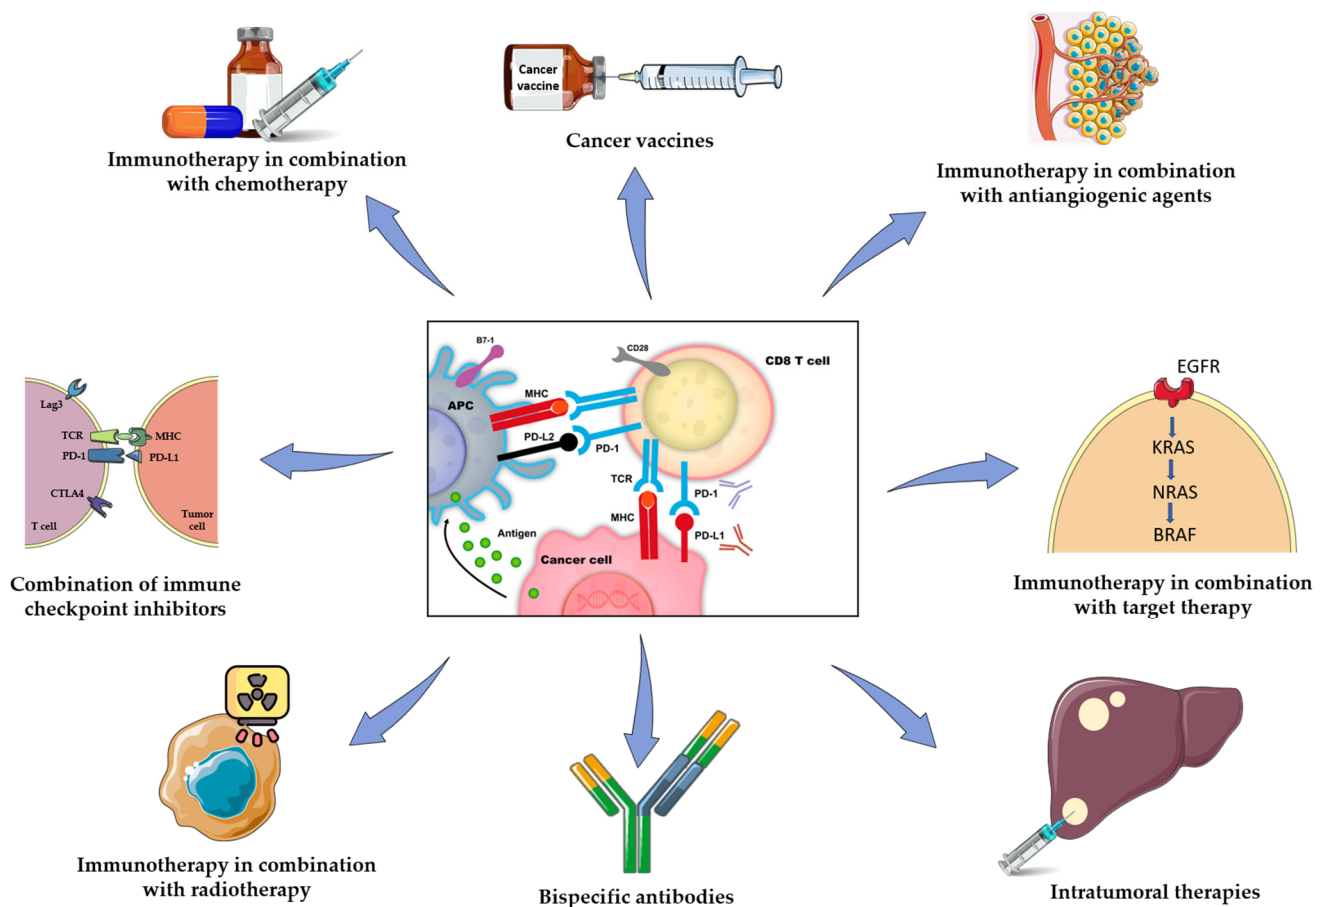 Cancer
vaccine
Immunotherapy in combination
with chemotherapy
Cancer vaccines
Immunotherapy in combination
with antiangiogenic agents
B7-1
CD28
CD8 T cell
APC
MHC
PD-L2
PD-1
TCR
PD-1
MHC
PD-L1
Antigen
Cancer cell
Lag3
TCR
MHC
PD-1
PD-L1
CTLA4
T cell
Tumor
cell
Combination of immune
checkpoint inhibitors
EGFR
KRAS
NRAS
BRAF
Immunotherapy in combination
with target therapy
Immunotherapy in combination
with radiotherapy
Bispecific antibodies
Intratumoral therapies